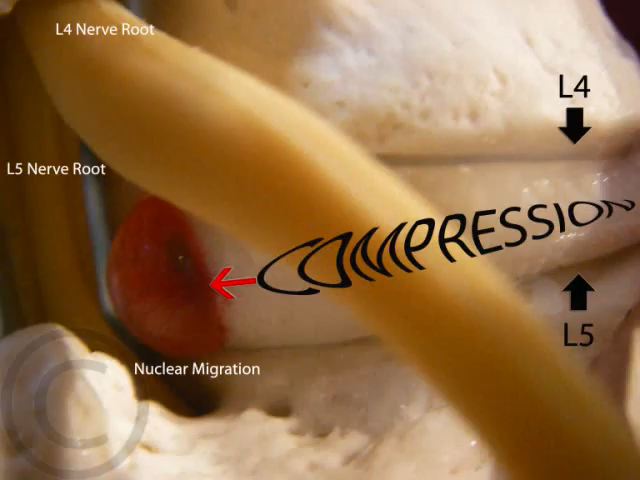 L4 Nerve Root
L4
L5 Nerve Root
COMPRESSION
L5
Nuclear Migration
©